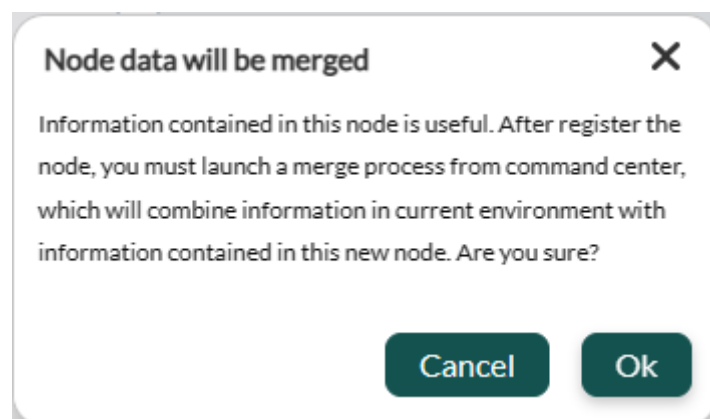 Node data will be merged
Information contained in this node is useful. After register the
node, you must launch a merge process from command center,
which will combine information in current environment with
information contained in this new node. Are you sure?
Cancel
Ok